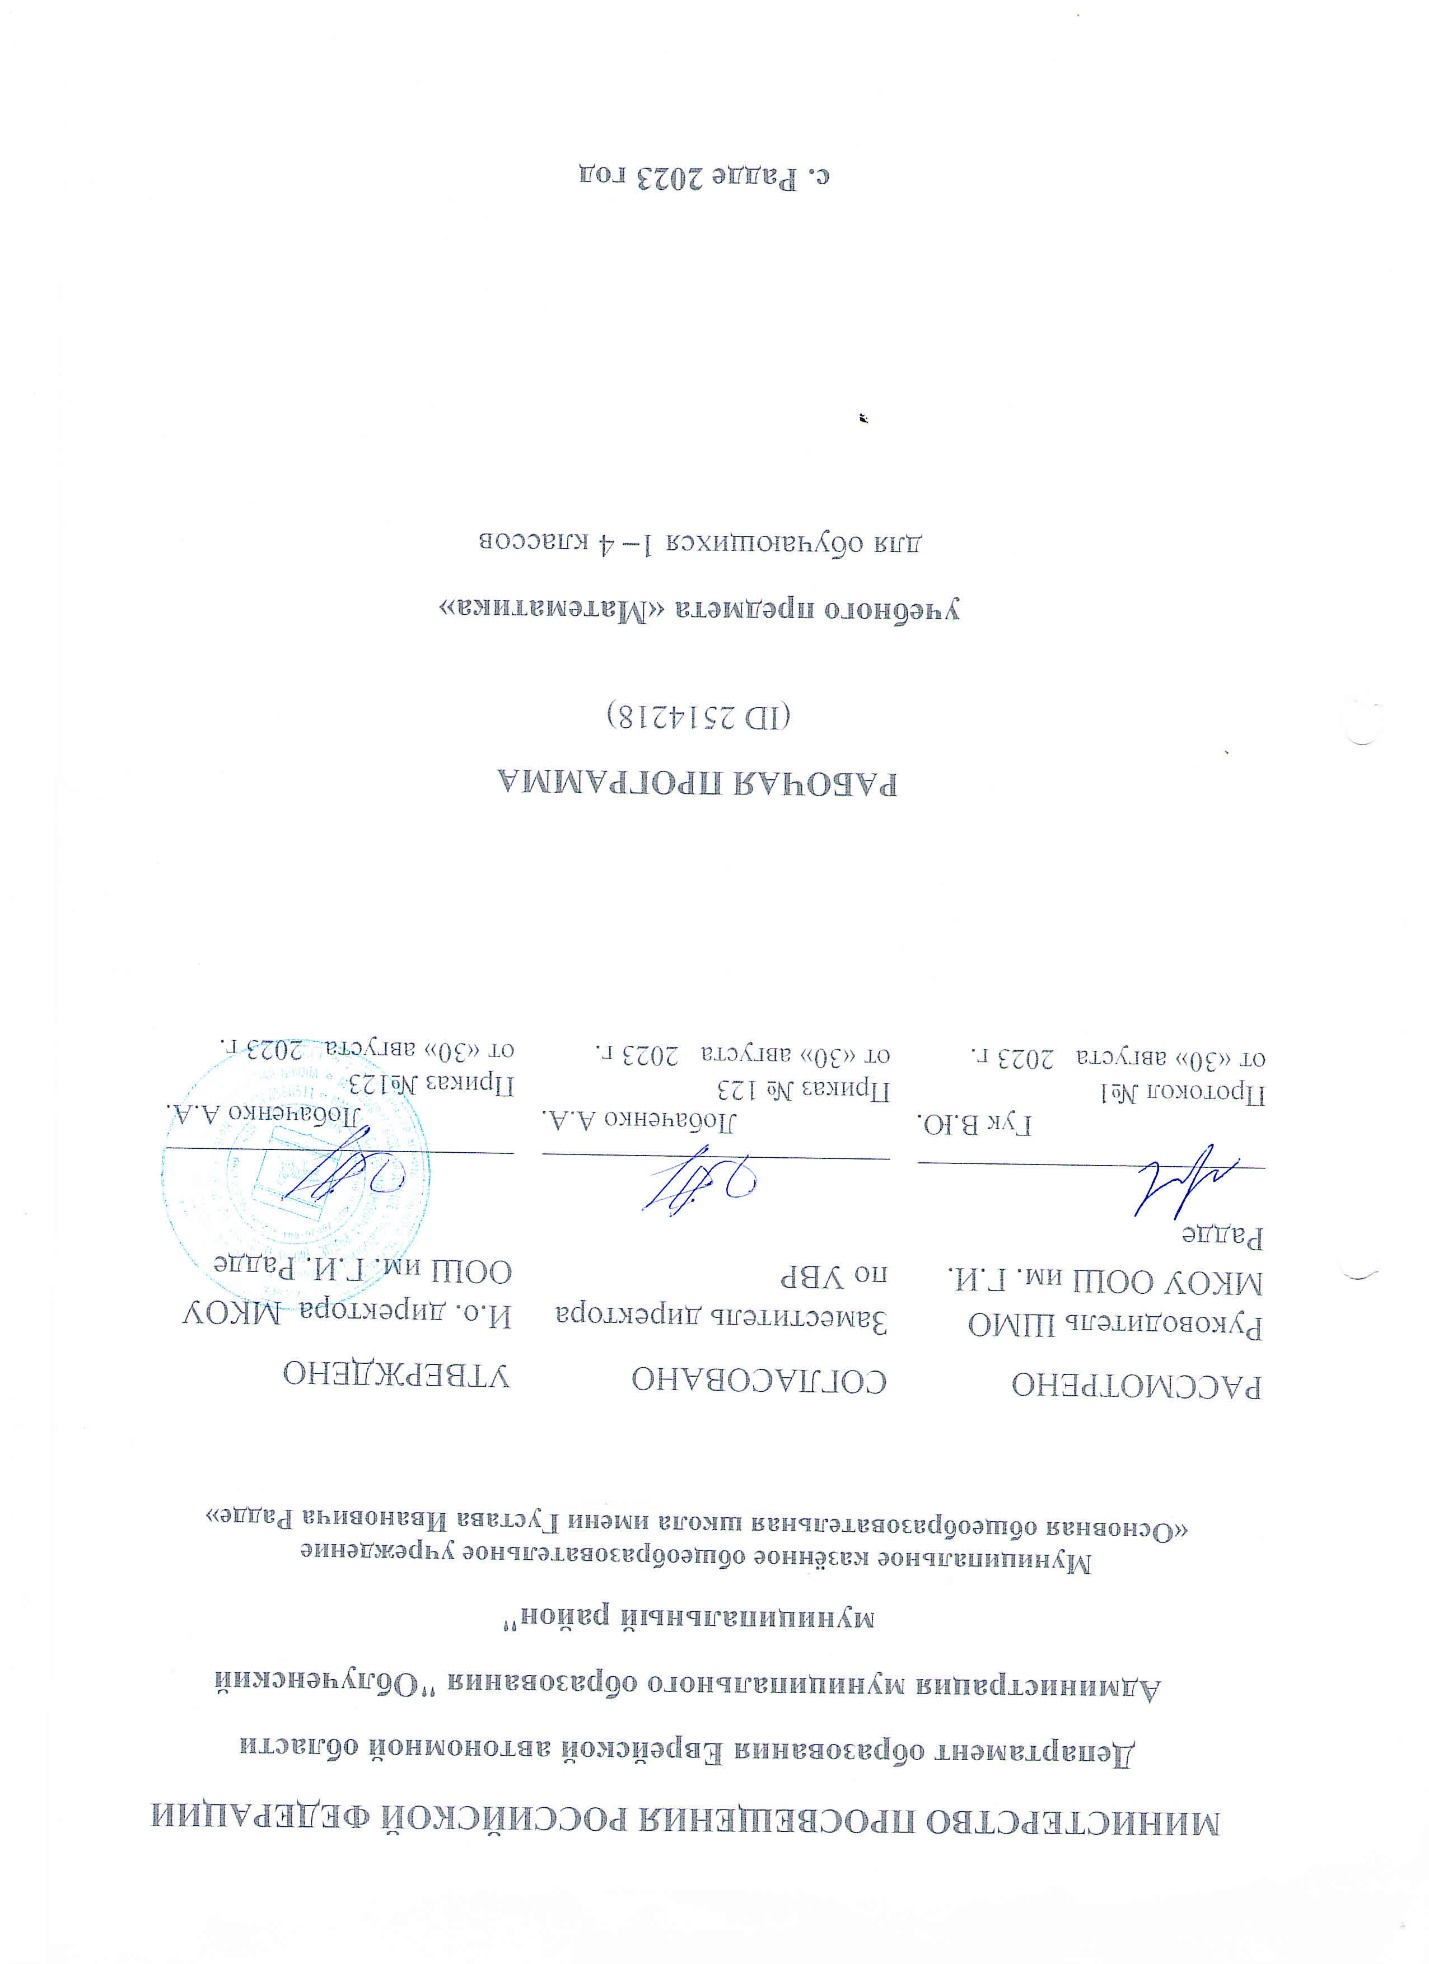 МИНИСТЕРСТВО ПРОСВЕЩЕНИЯ РОССИЙСКОЙ ФЕДЕРАЦИИ
Департамент образования Еврейской автономной области
Администрация муниципального образования "Облученский
муниципальный район"
Муниципальное казённое общеобразовательное учреждение
«Основная общеобразовательная школа имени Густава Ивановича Радде»
РАССМОТРЕНО
Руководитель ШМО
МКОУ ООШ им. Г.И.
Радде
Гук В.Ю.
Протокол №1
от «30» августа 2023 г.
СОГЛАСОВАНО
Заместитель директора
по УВР
Лобаченко А.А.
Приказ № 123
от «30» августа 2023 г.
УТВЕРЖДЕНО
И.о. директора МКОУ
ООШ им. Г.И. Радде
Лобаченко А.А.
Приказ №123
от «30» августа 2023 г.
РАБОЧАЯ ПРОГРАММА
(ID 2514218)
учебного предмета «Математика»
для обучающихся 1– 4 классов
с. Радде 2023 год